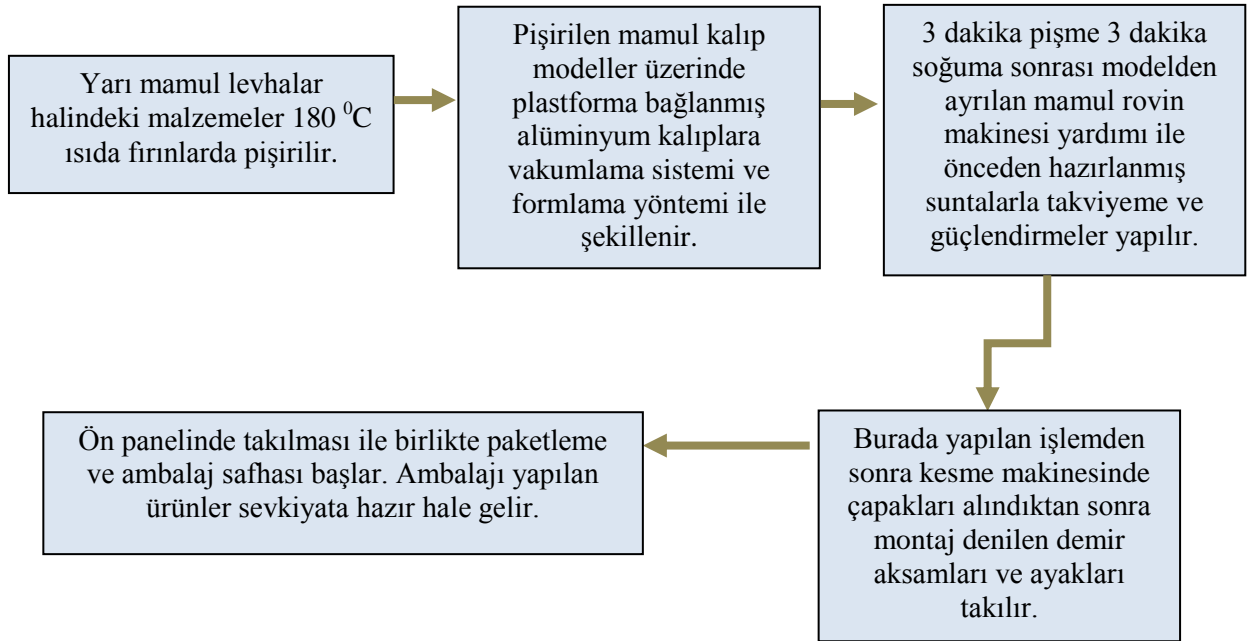 Yarı mamul levhalar
halindeki malzemeler 180 ⁰C
ısıda fırınlarda pişirilir.
Pişirilen mamul kalıp
modeller üzerinde
plastforma bağlanmış
alüminyum kalıplara
vakumlama sistemi ve
formlama yöntemi ile
şekillenir.
3 dakika pişme 3 dakika
soğuma sonrası modelden
ayrılan mamul rovin
makinesi yardımı ile
önceden hazırlanmış
suntalarla takviyeme ve
güçlendirmeler yapılır.
Burada yapılan işlemden
sonra kesme makinesinde
çapakları alındıktan sonra
montaj denilen demir
aksamları ve ayakları
takılır.
Ön panelinde takılması ile birlikte paketleme
ve ambalaj safhası başlar. Ambalajı yapılan
ürünler sevkiyata hazır hale gelir.